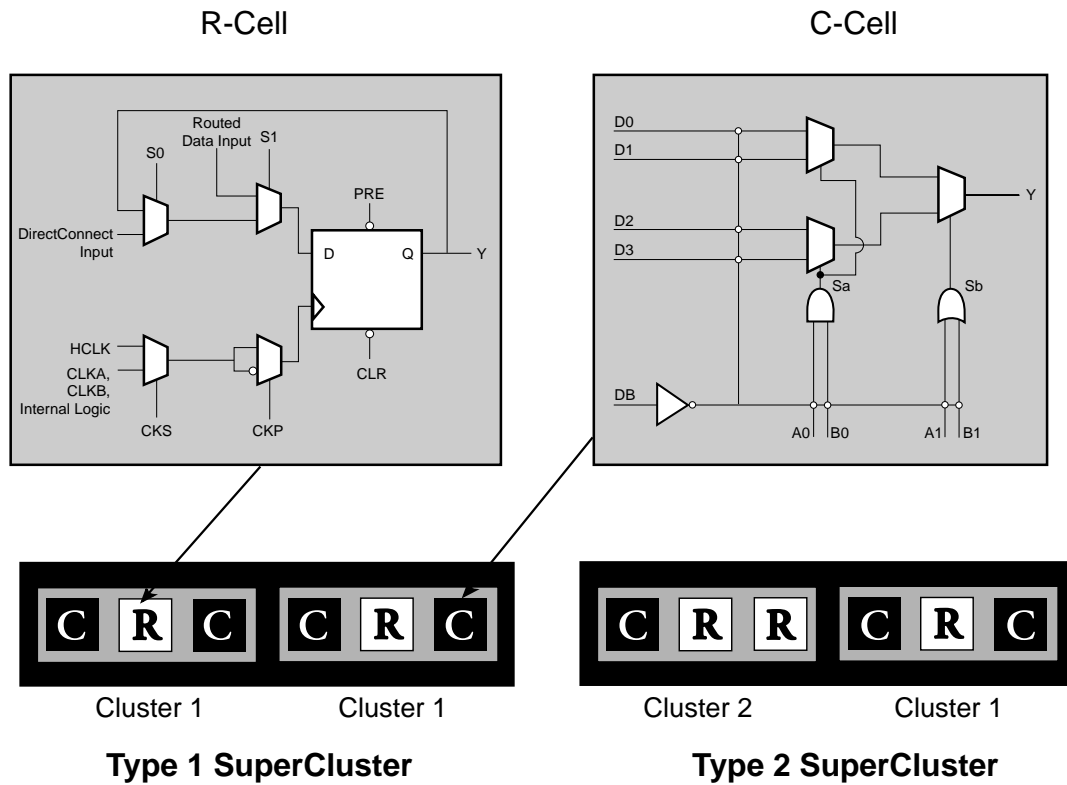 R-Cell
C-Cell
Routed
Data Input
S1
S0
PRE
DirectConnect
Input
D
Q
Y
HCLK
CLKA,
CLKB,
Internal Logic
CLR
CKS
CKP
D0
D1
D2
D3
Y
Sa
Sb
DB
A0
B0
A1
B1
C R C
C R C
C R R
C R C
Cluster 1
Cluster 1
Cluster 2
Cluster 1
Type 1 SuperCluster
Type 2 SuperCluster